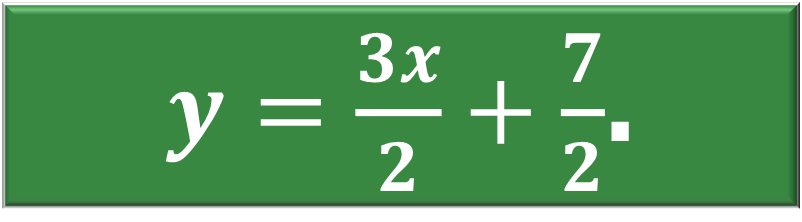 y = 3x/2 + 7/2.